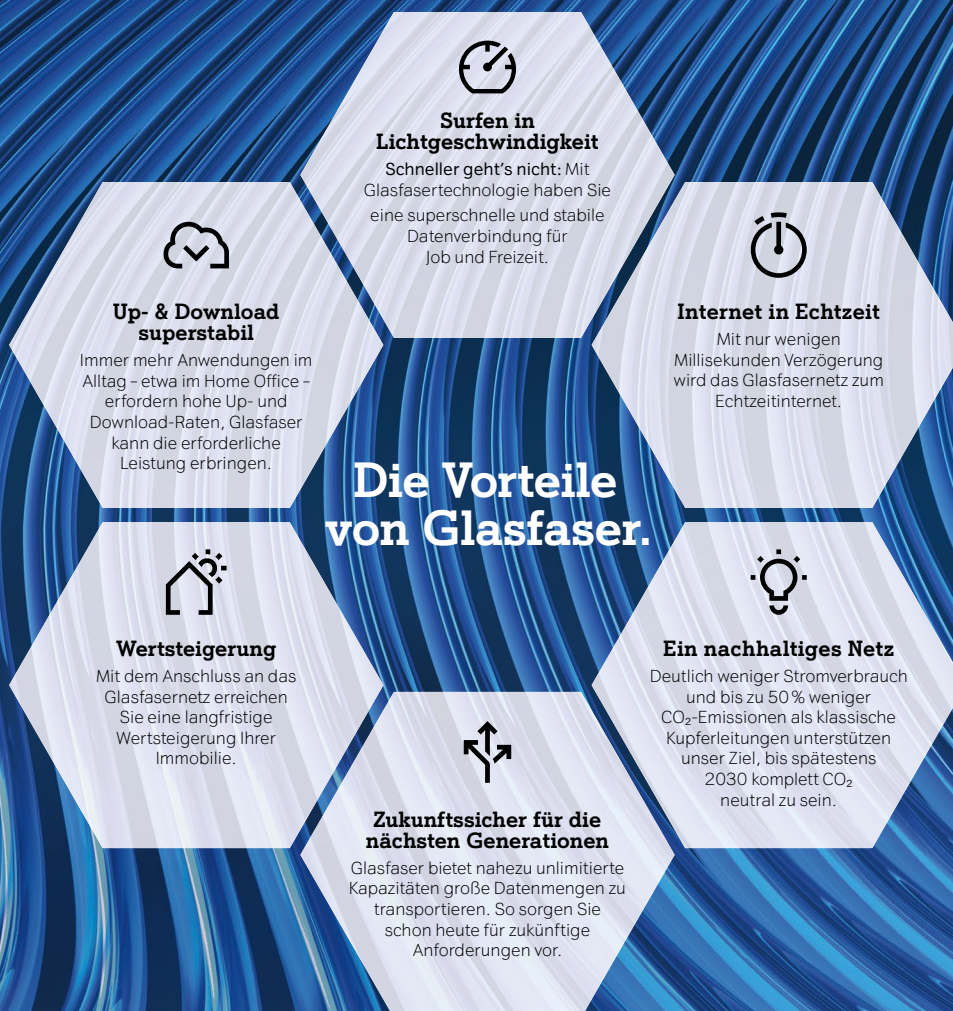 Surfen in
Lichtgeschwindigkeit
Schneller geht's nicht: Mit
Glasfasertechnologie haben Sie
eine superschnelle und stabile
Datenverbindung für
Job und Freizeit.
Up- & Download
superstabil
Immer mehr Anwendungen im
Alltag – etwa im Home Office –
erfordern hohe Up- und
Download-Raten, Glasfaser
kann die erforderliche
Leistung erbringen.
Internet in Echtzeit
Mit nur wenigen
Millisekunden Verzögerung
wird das Glasfasernetz zum
Echtzeitinternet.
Die Vorteile
von Glasfaser.
Wertsteigerung
Mit dem Anschluss an das
Glasfasernetz erreichen
Sie eine langfristige
Wertsteigerung Ihrer
Immobilie.
Ein nachhaltiges Netz
Deutlich weniger Stromverbrauch
und bis zu 50 % weniger
CO₂-Emissionen als klassische
Kupferleitungen unterstützen
unser Ziel, bis spätestens
2030 komplett CO₂
neutral zu sein.
Zukunftssicher für die
nächsten Generationen
Glasfaser bietet nahezu unlimitierte
Kapazitäten große Datenmengen zu
transportieren. So sorgen Sie
schon heute für zukünftige
Anforderungen vor.